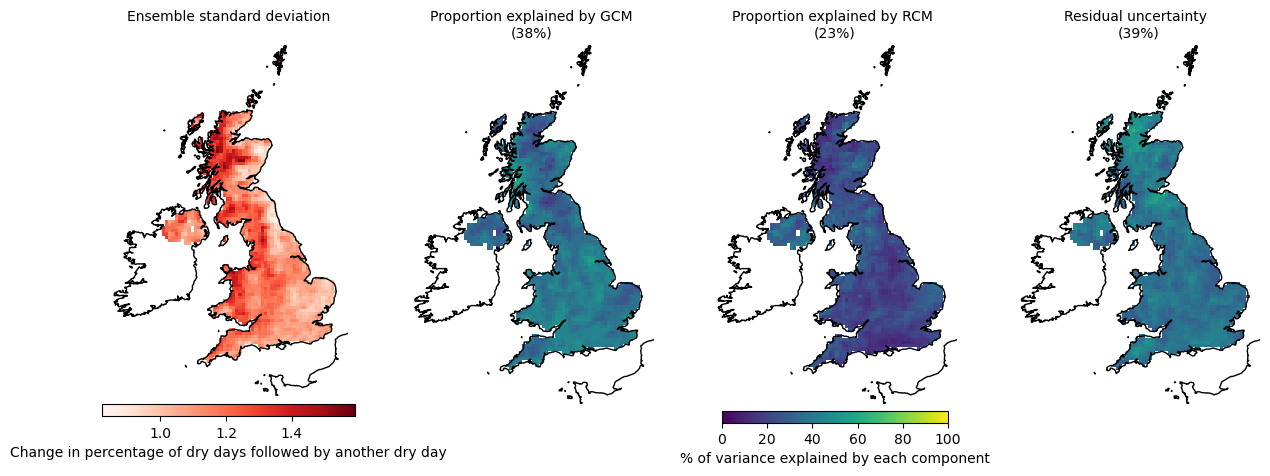 Ensemble standard deviation
Proportion explained by GCM
(38%)
Proportion explained by RCM
(23%)
Residual uncertainty
(39%)
1.0 1.2 1.4
Change in percentage of dry days followed by another dry day
0 20 40 60 80 100
% of variance explained by each component